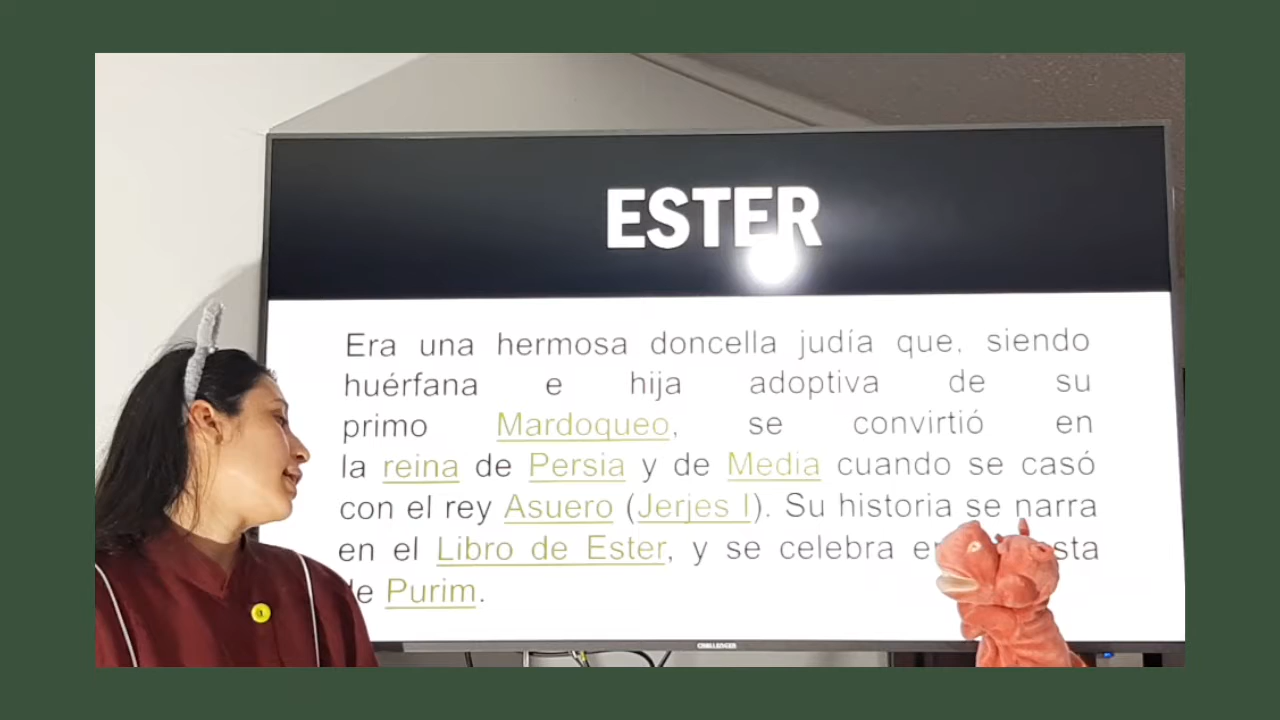 ESTER
Era una hermosa doncella judía que, siendo
huérfana e hija adoptiva de su
primo Mardoqueo, se convirtió en
la reina de Persia y de Media cuando se casó
con el rey Asuero (Jerjes I). Su historia se narra
en el Libro de Ester, y se celebra
Purim.
CHALLENGER